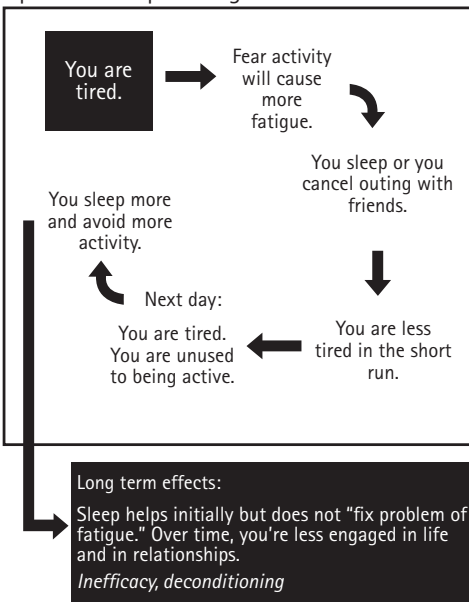 You are
tired.
Fear activity
will cause
more
fatigue.
You sleep or you
cancel outing with
friends.
You are less
tired in the short
run.
Next day:
You are tired.
You are unused
to being active.
You sleep more
and avoid more
activity.
Long term effects:
Sleep helps initially but does not “fix problem of
fatigue.” Over time, you’re less engaged in life
and in relationships.
Inefficacy, deconditioning